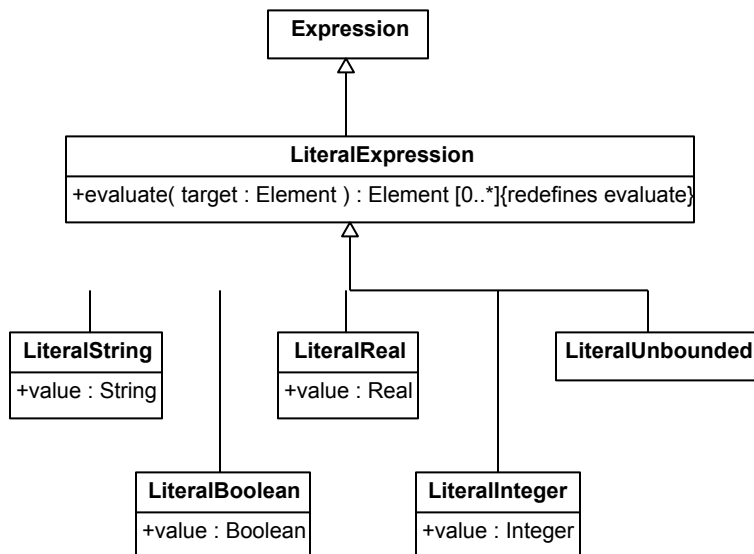 Expression
LiteralExpression
+evaluate( target : Element ) : Element [0..*]{redefines evaluate}
LiteralString
+value : String
LiteralReal
+value : Real
LiteralUnbounded
LiteralBoolean
+value : Boolean
LiteralInteger
+value : Integer